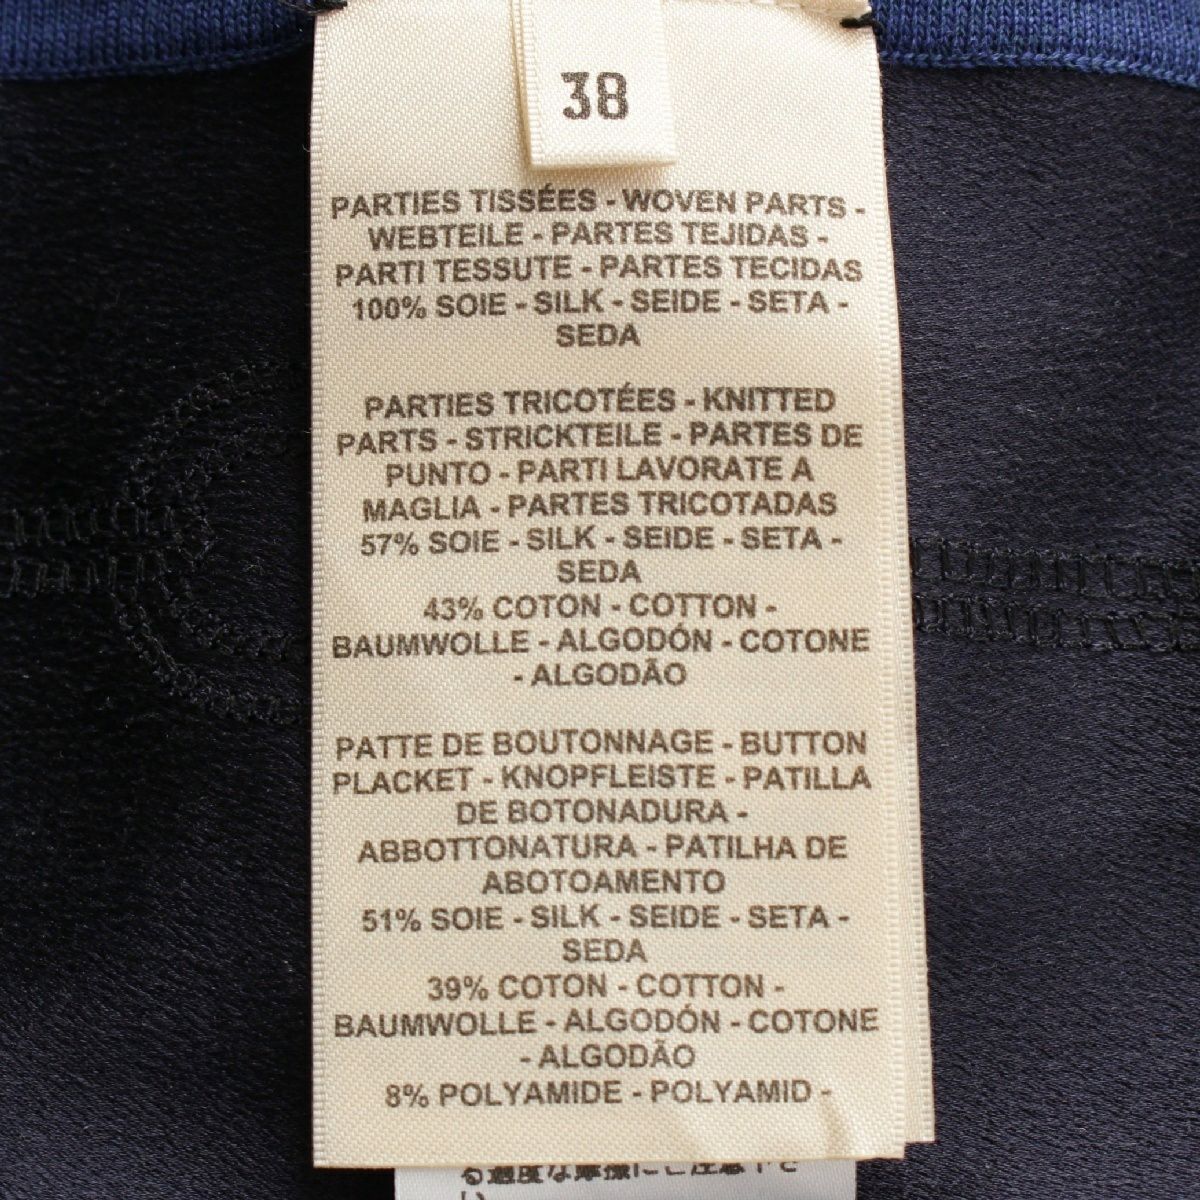 38
PARTIES TISSÉES - WOVEN PARTS -
WEBTEILE - PARTES TEJIDAS -
PARTI TESSUTE - PARTES TECIDAS
100% SOIE - SILK - SEIDE - SETA -
SEDA
PARTIES TRICOTÉES - KNITTED
PARTS - STRICKTEILE - PARTES DE
PUNTO - PARTI LAVORATE A
MAGLIA - PARTES TRICOTADAS
57% SOIE - SILK - SEIDE - SETA -
SEDA
43% COTON - COTTON -
BAUMWOLLE - ALGODÓN - COTONE
- ALGODÃO
PATTE DE BOUTONNAGE - BUTTON
PLACKET - KNOPFLEISTE - PATILLA
DE BOTONADURA -
ABBOTTONATURA - PATILHA DE
ABOTOAMENTO
51% SOIE - SILK - SEIDE - SETA -
SEDA
39% COTON - COTTON -
BAUMWOLLE - ALGODÓN - COTONE
- ALGODÃO
8% POLYAMIDE - POLYAMID -